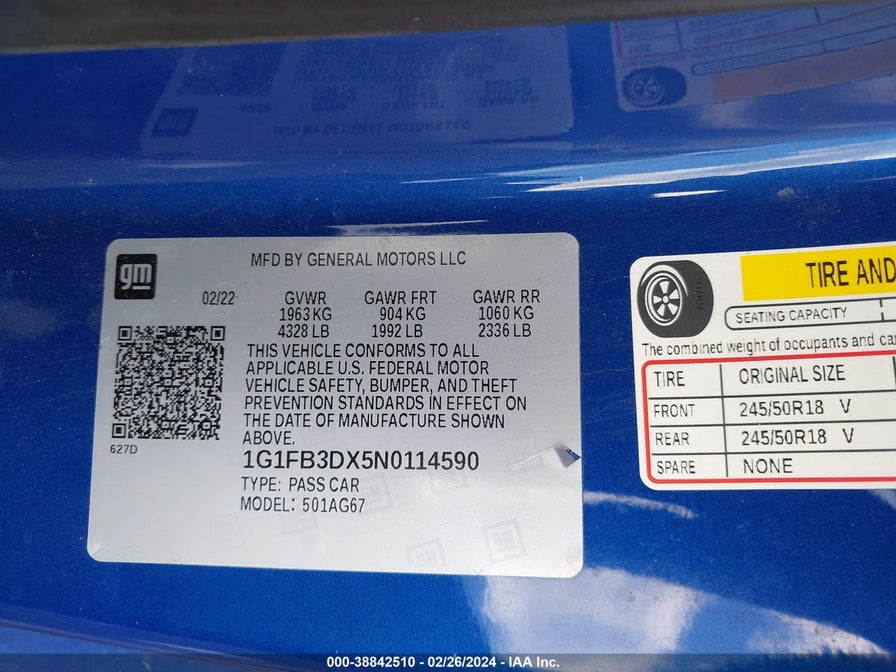 gm
MFD BY GENERAL MOTORS LLC
02/22 GVWR GAWR FRT GAWR RR
1963 KG 904 KG 1060 KG
4328 LB 1992 LB 2336 LB
THIS VEHICLE CONFORMS TO ALL
APPLICABLE U.S. FEDERAL MOTOR
VEHICLE SAFETY, BUMPER, AND THEFT
PREVENTION STANDARDS IN EFFECT ON
THE DATE OF MANUFACTURE SHOWN
ABOVE.
627D
1G1FB3DX5N0114590
TYPE: PASS CAR
MODEL: 501AG67
TIRE AND
SEATING CAPACITY
The combined weight of occupants and
TIRE ORIGINAL SIZE
FRONT 245/50R18 V
REAR 245/50R18 V
SPARE NONE
000-38842510 - 02/26/2024 - IAA Inc.